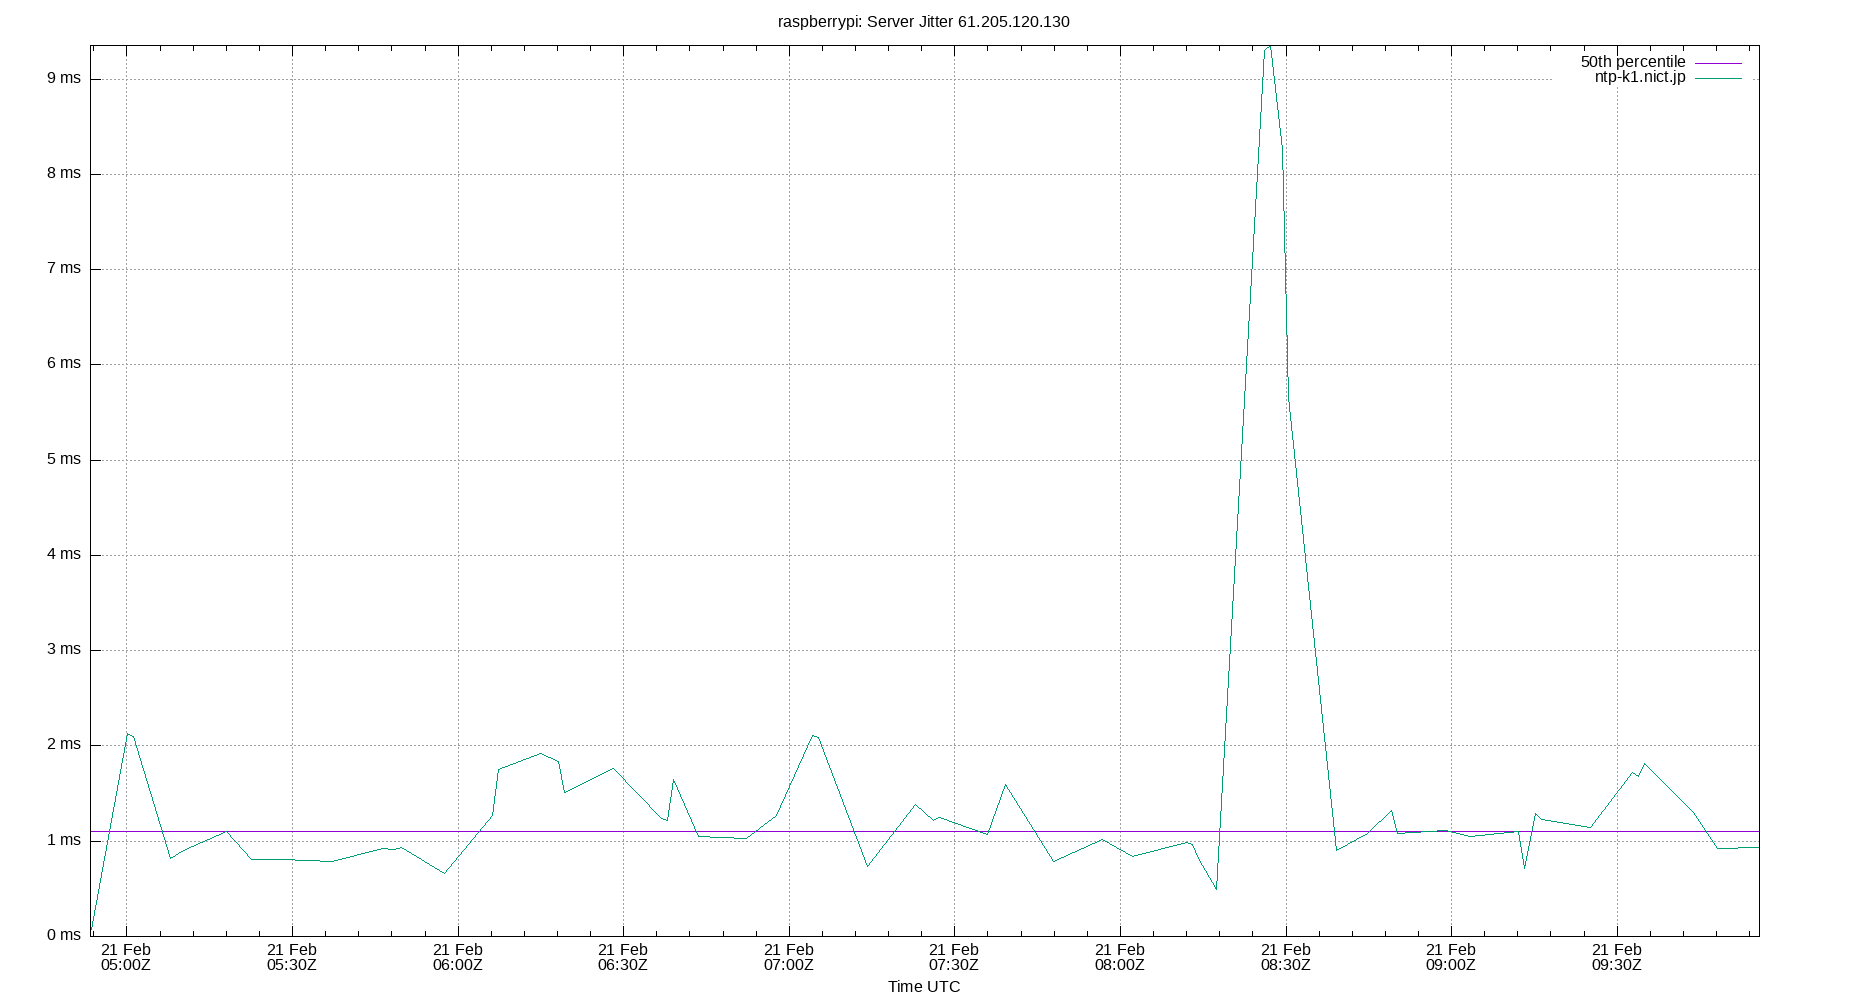 raspberrypi: Server Jitter 61.205.120.130
50th percentile
ntp-k1.nict.jp
9 ms
8 ms
7 ms
6 ms
5 ms
4 ms
3 ms
2 ms
1 ms
0 ms
21 Feb 21 Feb 21 Feb 21 Feb 21 Feb 21 Feb 21 Feb 21 Feb 21 Feb 21 Feb
05:00Z 05:30Z 06:00Z 06:30Z 07:00Z 07:30Z 08:00Z 08:30Z 09:00Z 09:30Z
Time UTC